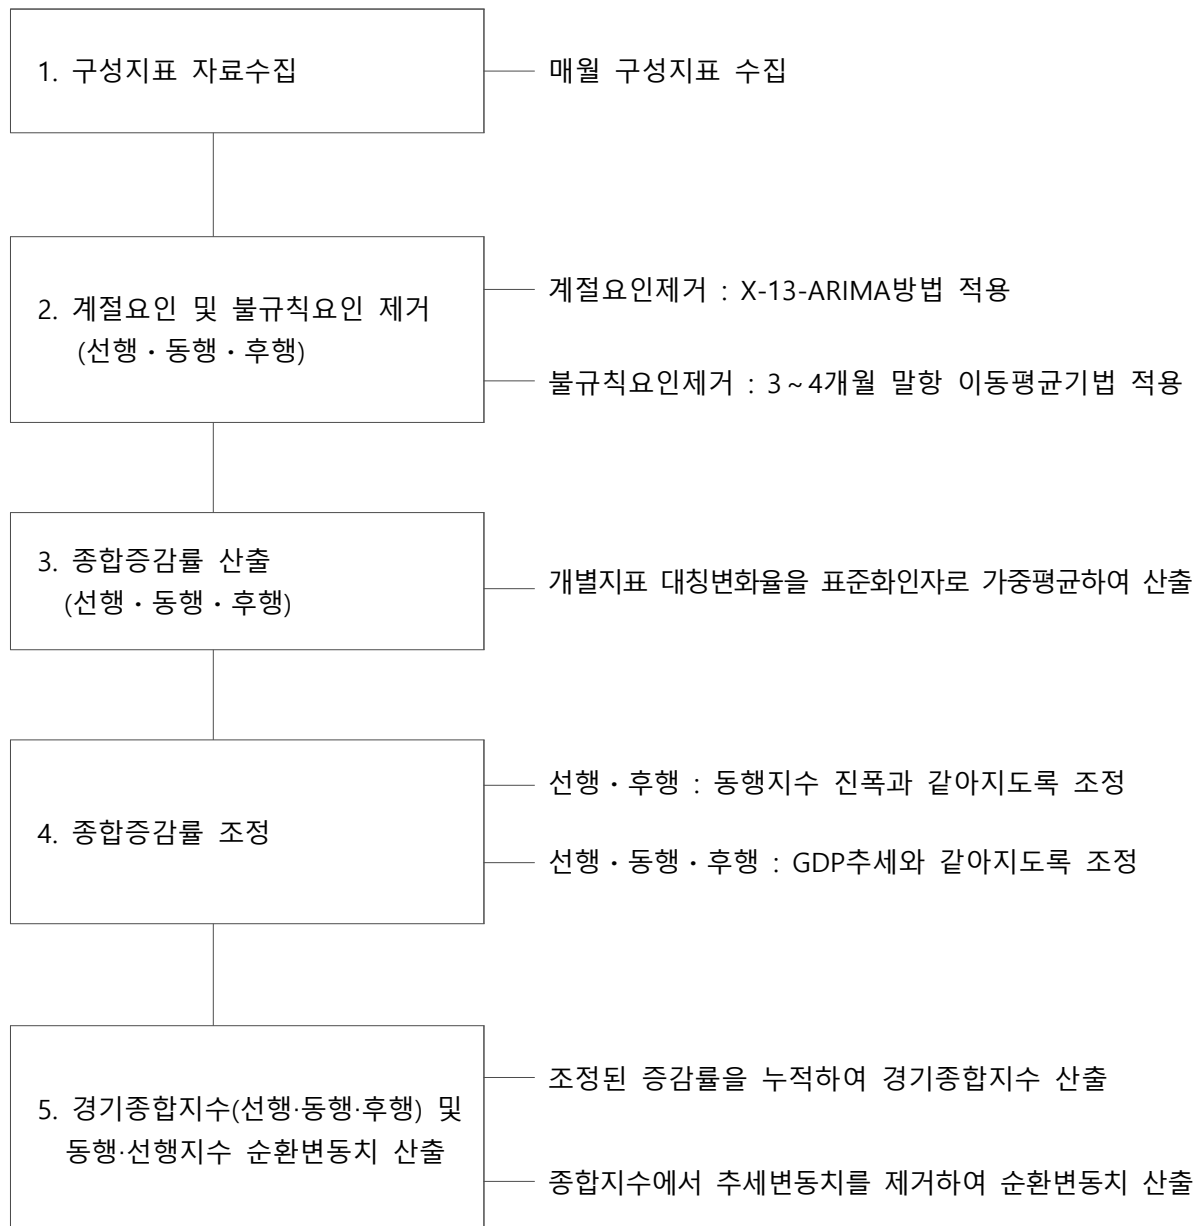 1. 구성지표 자료수집
매월 구성지표 수집
2. 계절요인 및 불규칙요인 제거
(선행・동행・후행)
계절요인제거 : X-13-ARIMA방법 적용
불규칙요인제거 : 3～4개월 말항 이동평균기법 적용
3. 종합증감률 산출
(선행・동행・후행)
개별지표 대칭변화율을 표준화인자로 가중평균하여 산출
4. 종합증감률 조정
선행・후행 : 동행지수 진폭과 같아지도록 조정
선행・동행・후행 : GDP추세와 같아지도록 조정
5. 경기종합지수(선행·동행·후행) 및
동행·선행지수 순환변동치 산출
조정된 증감률을 누적하여 경기종합지수 산출
종합지수에서 추세변동치를 제거하여 순환변동치 산출